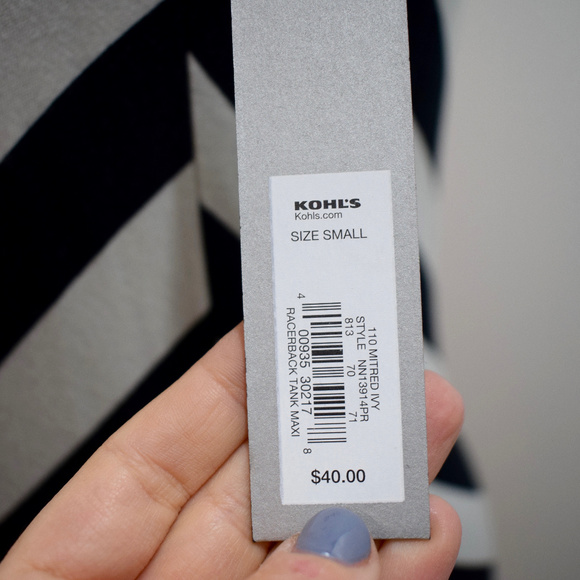 KOHL'S
Kohls.com
SIZE SMALL
110 MITRED IVY
STYLE NN13914PR
813 70 71
4 00935 30217 8
RACERBACK TANK MAXI
$40.00